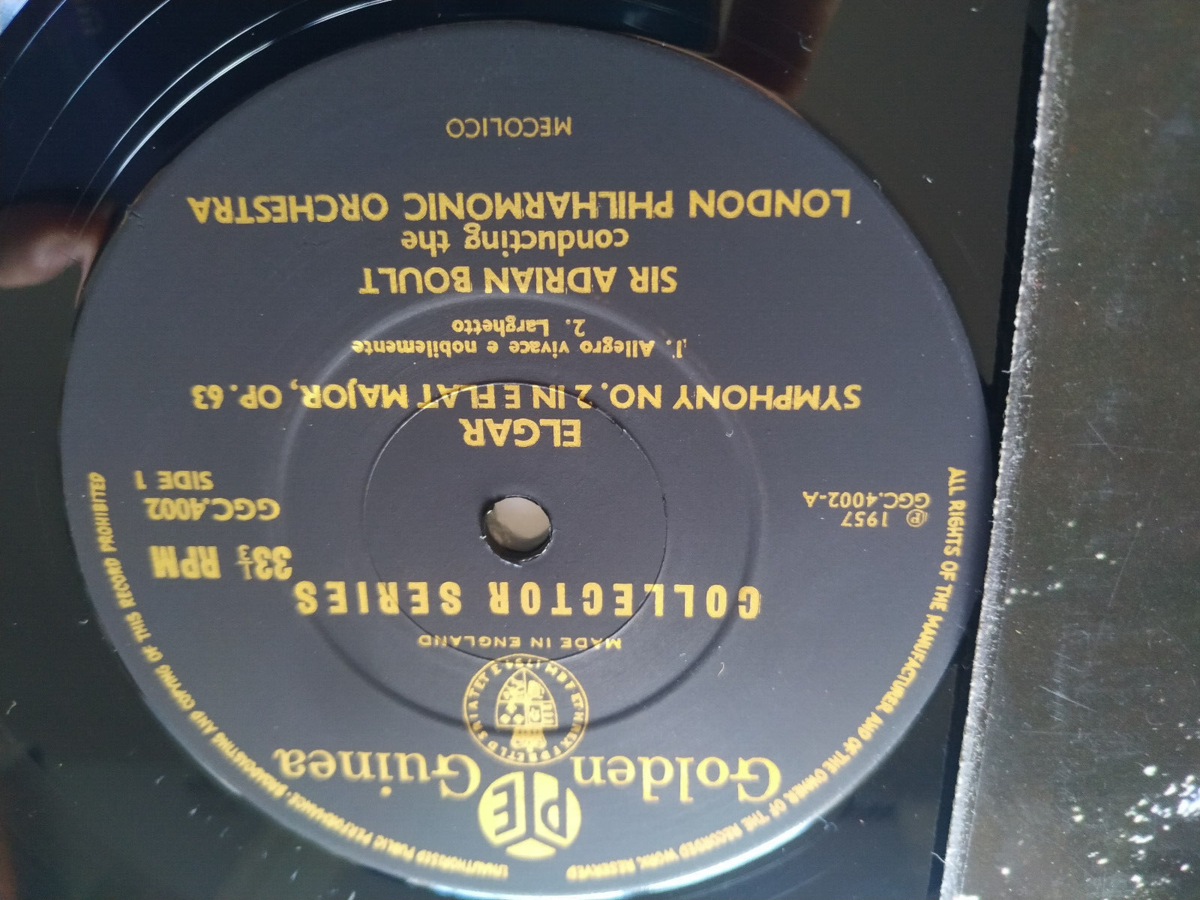 UNAUTHORISED PUBLIC PERFORMANCE, BROADCASTING AND COPYING OF THIS RECORD PROHIBITED
ALL RIGHTS OF THE MANUFACTURER AND OF THE OWNER OF THE RECORDED WORK RESERVED
PYE
Golden Guinea
MADE IN ENGLAND
COLLECTOR SERIES
33⅓ RPM
Ⓟ 1957
GGC.4002-A
GGC.4002
SIDE 1
ELGAR
SYMPHONY NO. 2 IN E FLAT MAJOR, OP. 63
1. Allegro vivace e nobilemente
2. Larghetto
SIR ADRIAN BOULT
conducting the
LONDON PHILHARMONIC ORCHESTRA
MECOLICO